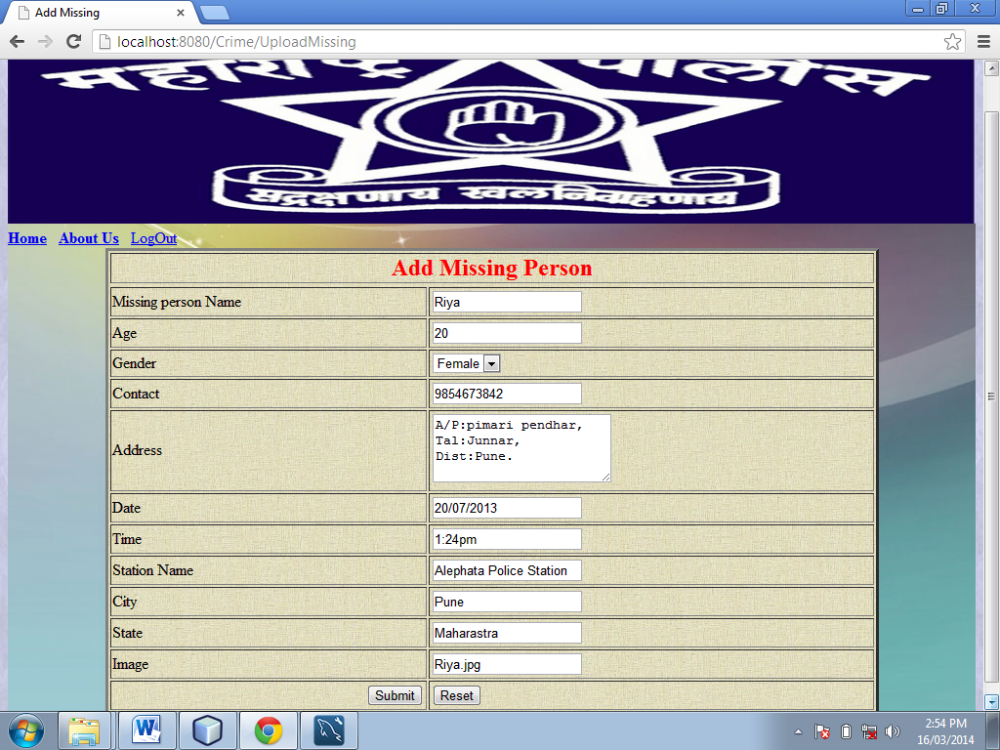 Add Missing
localhost:8080/Crime/UploadMissing
महाराष्ट्र पोलीस
सद्रक्षणाय खलनिग्रहणाय
Home About Us LogOut
Add Missing Person
Missing person Name Riya
Age 20
Gender Female
Contact 9854673842
Address A/P:pimari pendhar,
Tal:Junnar,
Dist:Pune.
Date 20/07/2013
Time 1:24pm
Station Name Alephata Police Station
City Pune
State Maharastra
Image Riya.jpg
Submit Reset
2:54 PM
16/03/2014